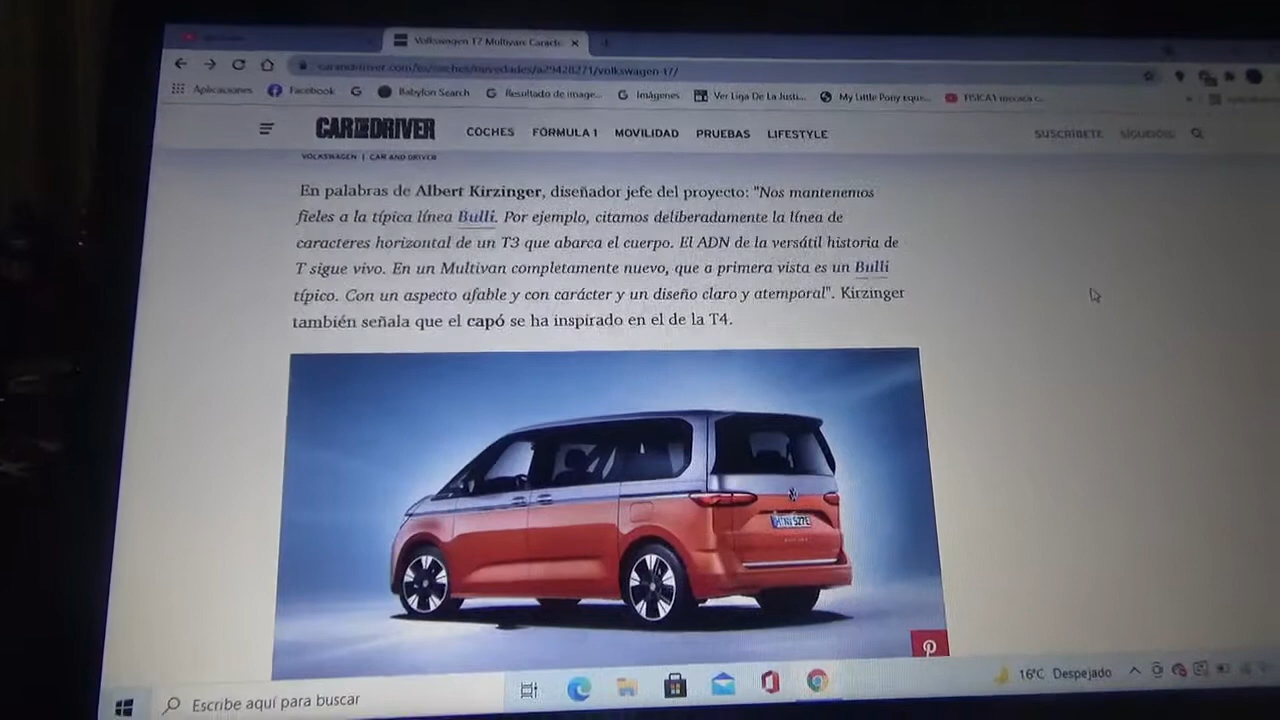 Volkswagen T7 Multivan: Caracte
caranddriver.com/es/coches/novedades/a29428271/volkswagen-t7/
Aplicaciones Facebook Babylon Search Resultado de image... Imágenes Ver Liga De La Justi... My Little Pony Eque...
CAR AND DRIVER COCHES FÓRMULA 1 MOVILIDAD PRUEBAS LIFESTYLE SUSCRÍBETE SÍGUENOS
VOLKSWAGEN | CAR AND DRIVER
En palabras de Albert Kirzinger, diseñador jefe del proyecto: "Nos mantenemos
fieles a la típica línea Bulli. Por ejemplo, citamos deliberadamente la línea de
caracteres horizontal de un T3 que abarca el cuerpo. El ADN de la versátil historia de
T sigue vivo. En un Multivan completamente nuevo, que a primera vista es un Bulli
típico. Con un aspecto afable y con carácter y un diseño claro y atemporal". Kirzinger
también señala que el capó se ha inspirado en el de la T4.
Escribe aquí para buscar
16°C Despejado